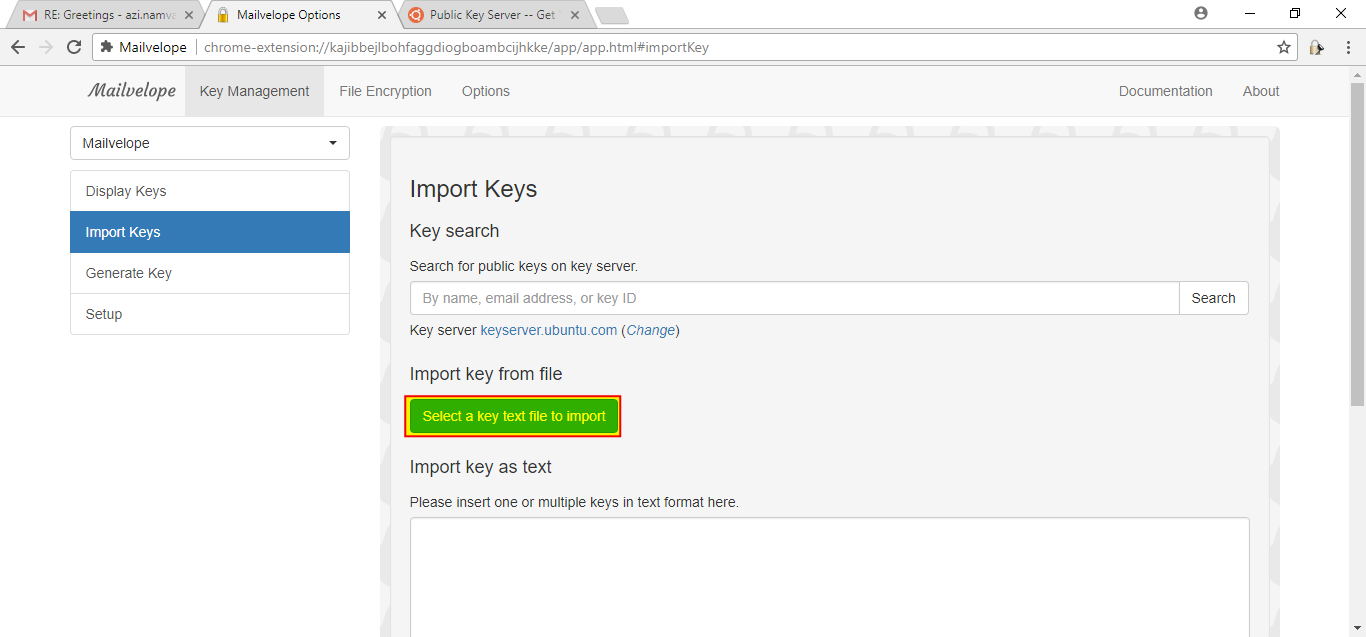 RE: Greetings - azi.namva
Mailvelope Options
Public Key Server -- Get "
Mailvelope
chrome-extension://kajibbejlbohfaggdiogboambcijhkke/app/app.html#importKey
Mailvelope
Key Management
File Encryption
Options
Documentation
About
Mailvelope
Display Keys
Import Keys
Generate Key
Setup
Import Keys
Key search
Search for public keys on key server.
By name, email address, or key ID
Search
Key server keyserver.ubuntu.com (Change)
Import key from file
Select a key text file to import
Import key as text
Please insert one or multiple keys in text format here.